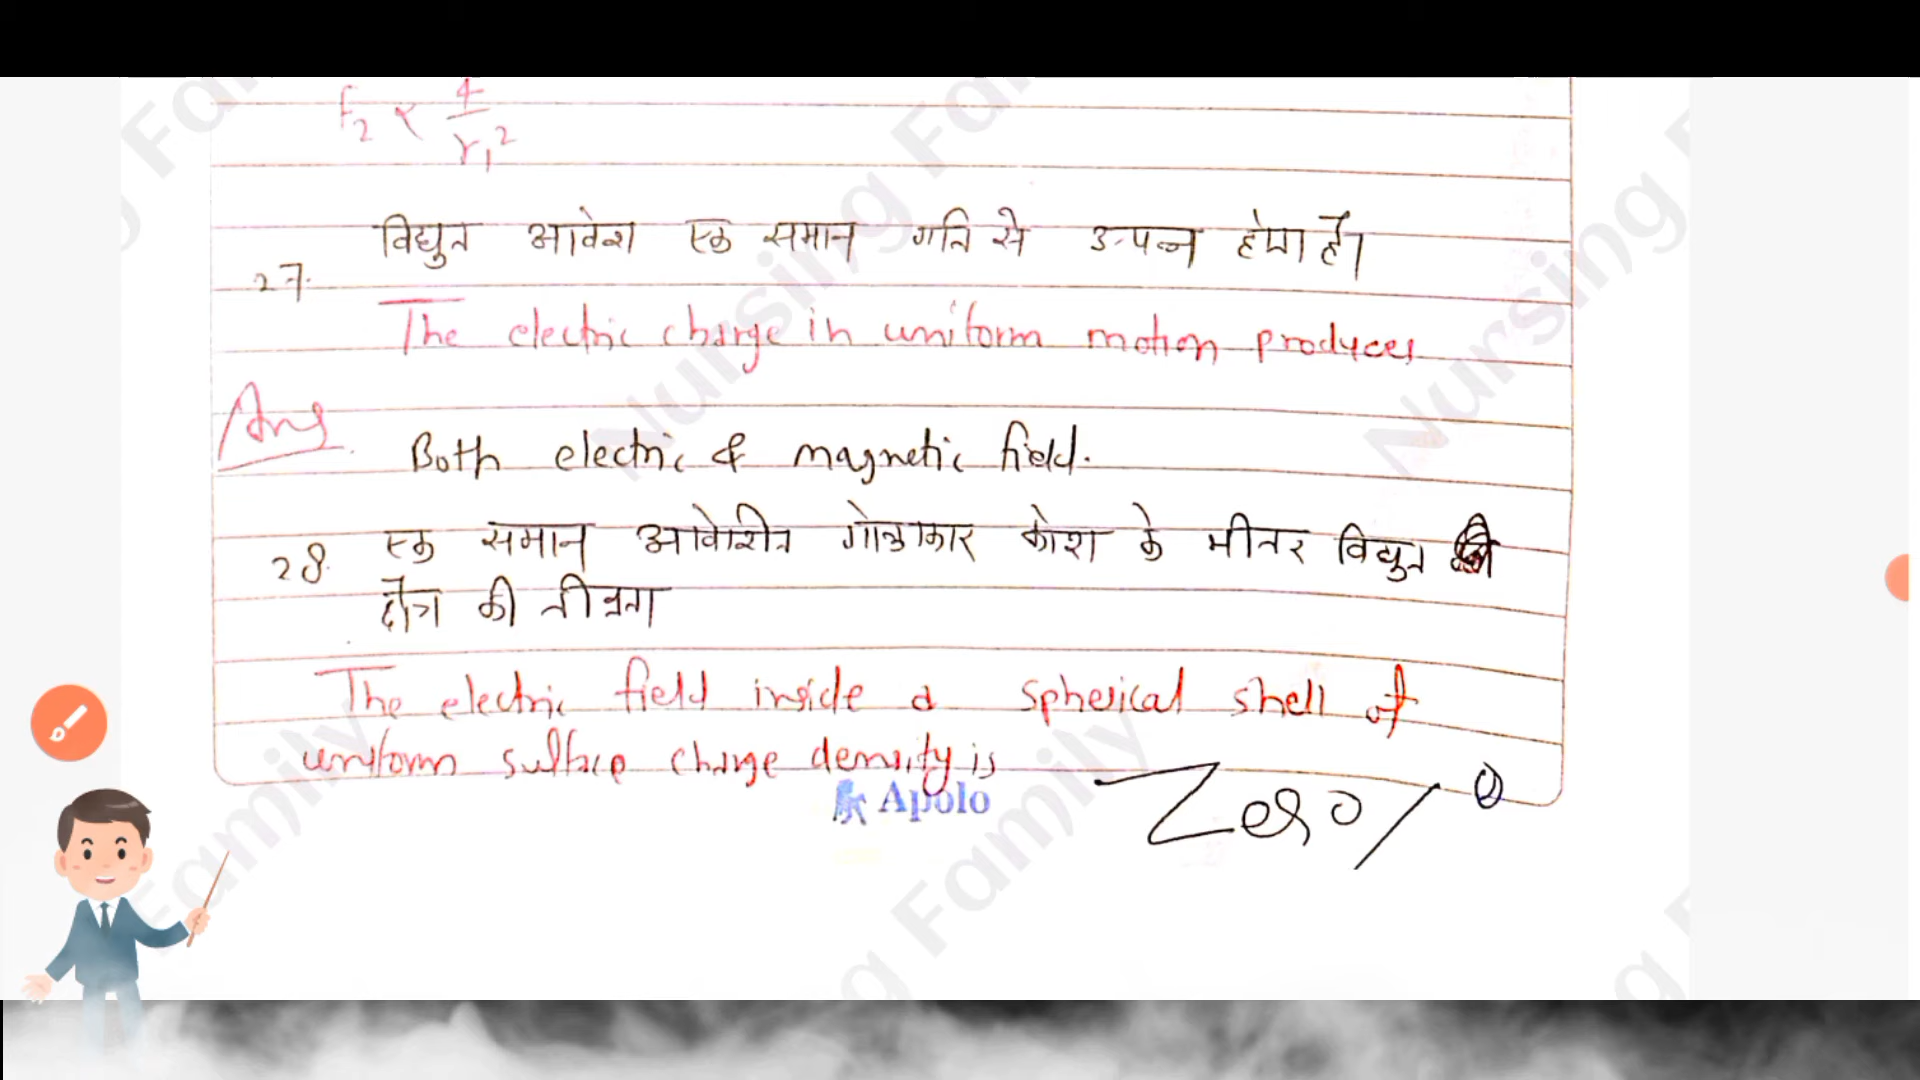 F₂ ∝ q/r₁²
विद्युत आवेश एक समान गति से उत्पन्न होता है।
27.
The electric charge in uniform motion produces
Ans
Both electric & magnetic field.
28. एक समान आवेशीत गोलाकार कोश के भीतर विद्युत
क्षेत्र की तीव्रता
The electric field inside a spherical shell of
uniform surface charge density is
Zero/0
Apolo
Nursing Family